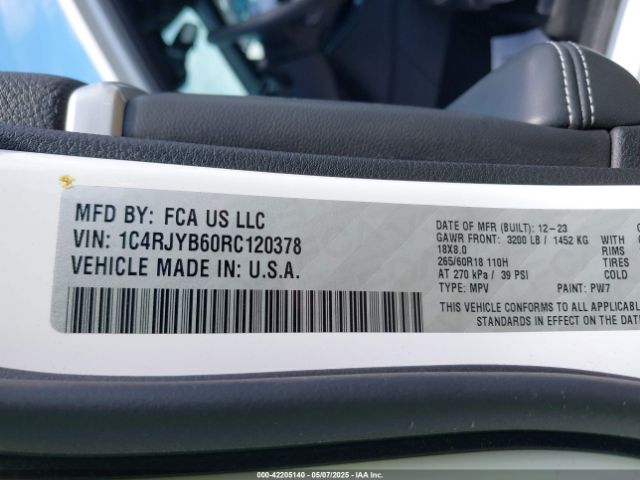 MFD BY: FCA US LLC
VIN: 1C4RJYB60RC120378
VEHICLE MADE IN: U.S.A.
DATE OF MFR (BUILT): 12-23
GAWR FRONT: 3200 LB / 1452 KG WITH
18X8.0 RIMS
265/60R18 110H TIRES
AT 270 kPa / 39 PSI COLD
TYPE: MPV PAINT: PW7
THIS VEHICLE CONFORMS TO ALL APPLICABLE
STANDARDS IN EFFECT ON THE DATE
000-42205140 - 05/07/2025 - IAA Inc.